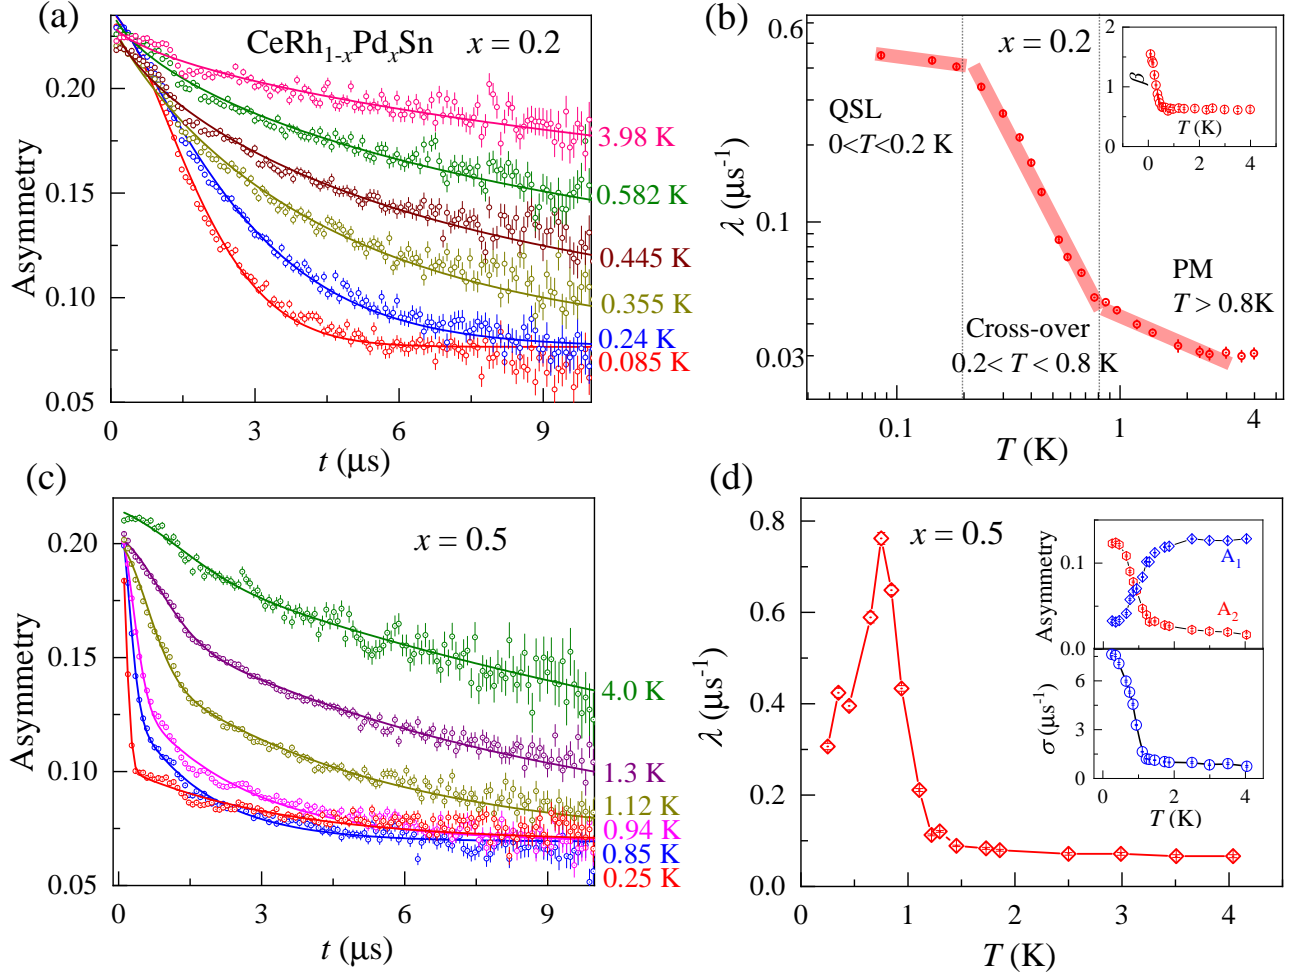 (a)
CeRh1-xPdxSn x = 0.2
0.20
0.15
0.10
0.05
Asymmetry
3.98 K
0.582 K
0.445 K
0.355 K
0.24 K
0.085 K
0 3 6 9
t (μs)
(b)
x = 0.2
0.6
0.1
0.03
λ (μs-1)
QSL
0<T<0.2 K
Cross-over
0.2< T < 0.8 K
PM
T > 0.8K
0.1 1 4
T (K)
2
1
0
β
T (K)
0 2 4
(c)
x = 0.5
0.20
0.15
0.10
0.05
Asymmetry
4.0 K
1.3 K
1.12 K
0.94 K
0.85 K
0.25 K
0 3 6 9
t (μs)
(d)
x = 0.5
0.8
0.6
0.4
0.2
0.0
λ (μs-1)
0 1 2 3 4
T (K)
0.1
0.0
Asymmetry
A1
A2
6
3
0
σ (μs-1)
0 1 2 3 4
T (K)